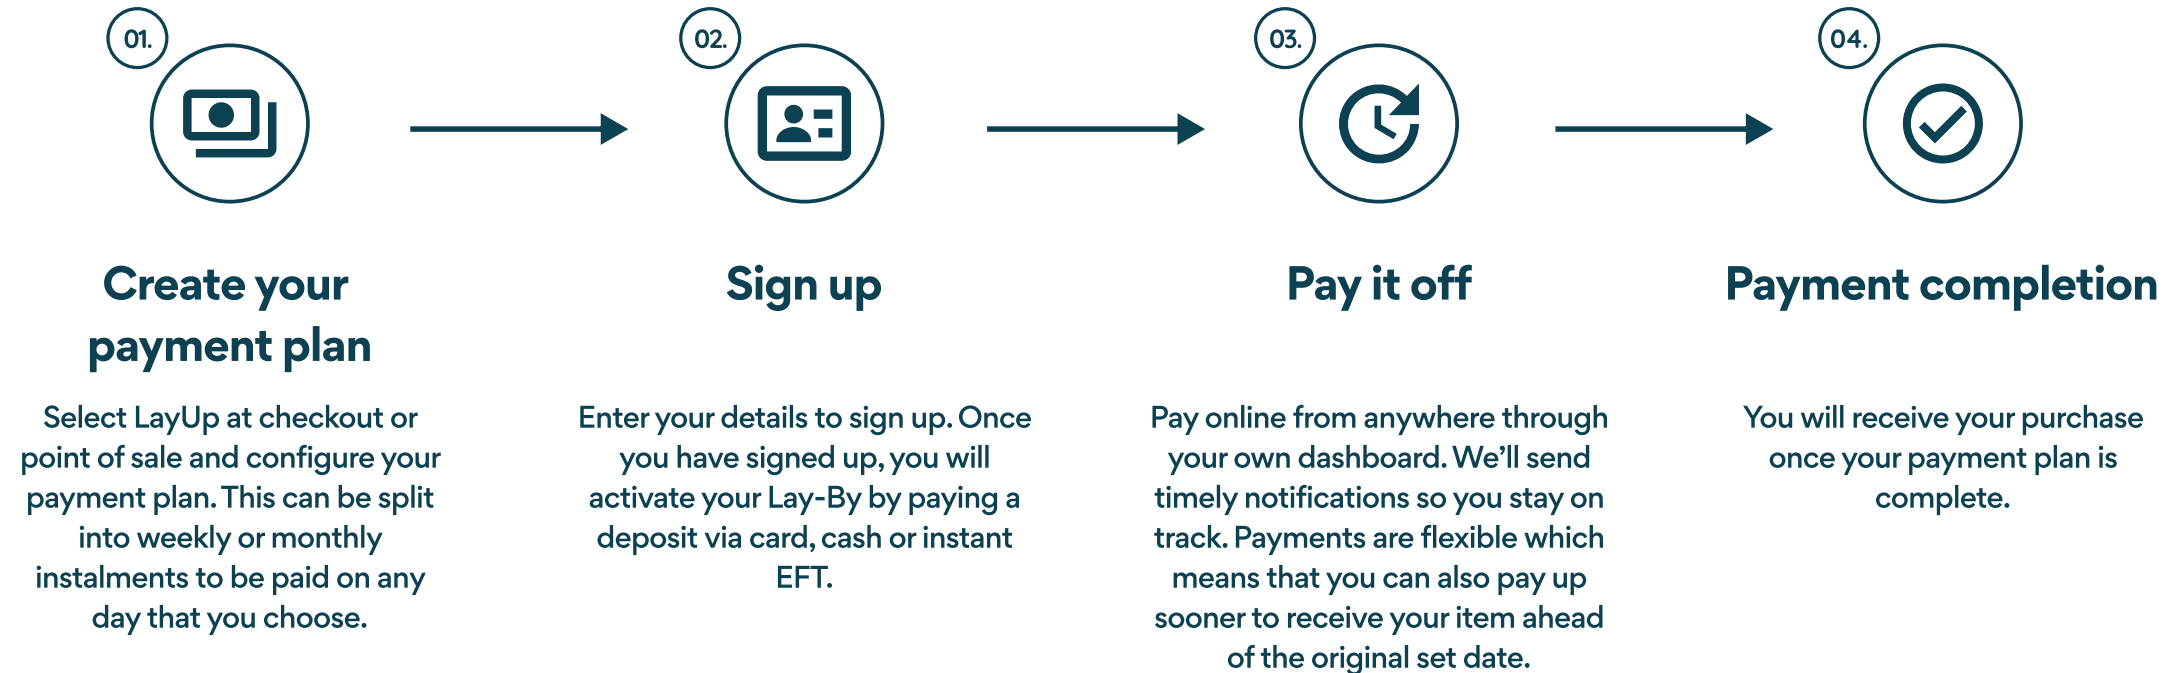 01.
Create your
payment plan
Select LayUp at checkout or
point of sale and configure your
payment plan. This can be split
into weekly or monthly
instalments to be paid on any
day that you choose.
02.
Sign up
Enter your details to sign up. Once
you have signed up, you will
activate your Lay-By by paying a
deposit via card, cash or instant
EFT.
03.
Pay it off
Pay online from anywhere through
your own dashboard. We’ll send
timely notifications so you stay on
track. Payments are flexible which
means that you can also pay up
sooner to receive your item ahead
of the original set date.
04.
Payment completion
You will receive your purchase
once your payment plan is
complete.